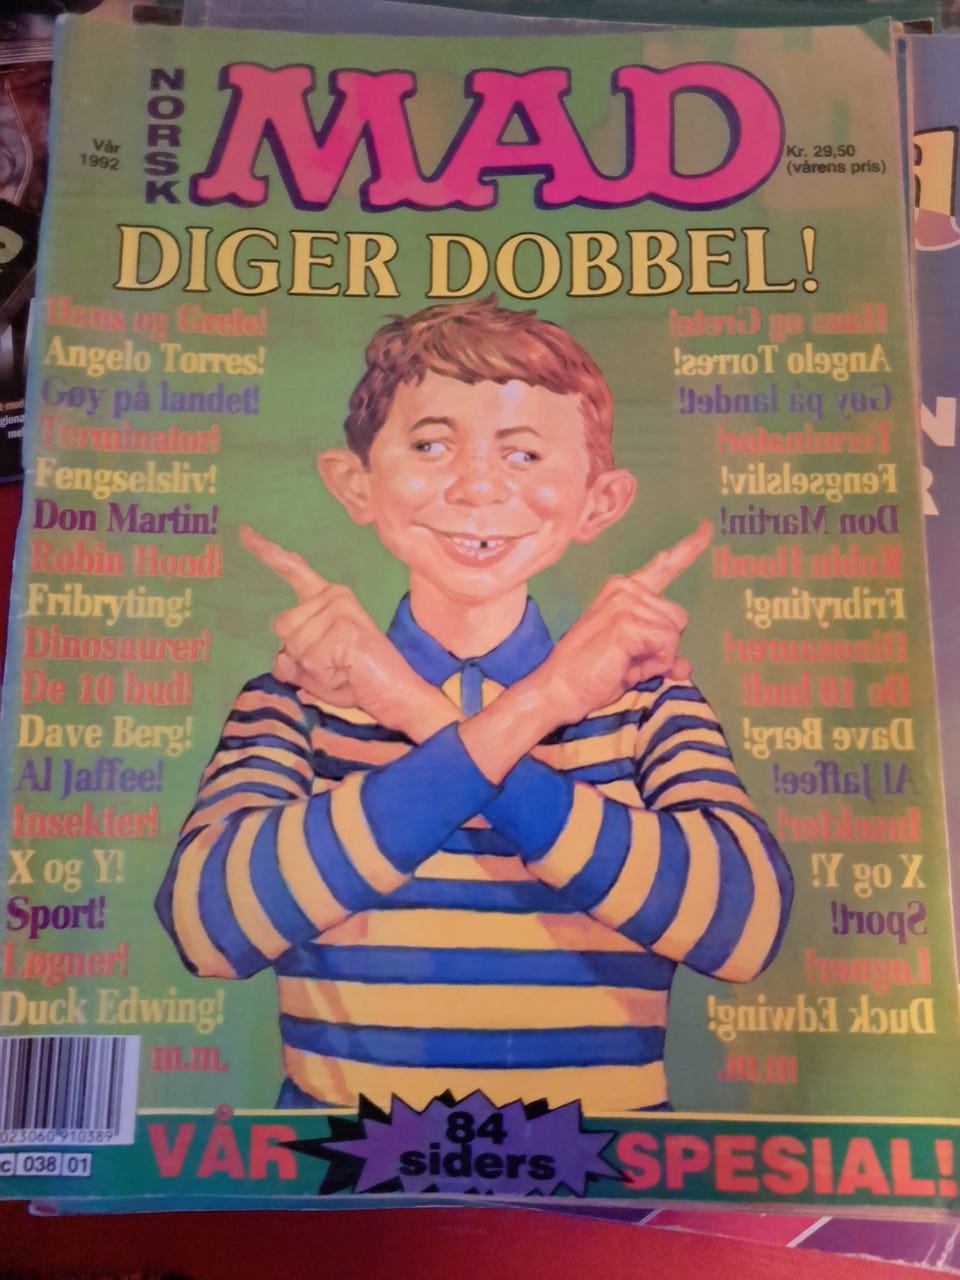 NORSK
MAD
Vår
1992
Kr. 29,50
(vårens pris)
DIGER DOBBEL!
Hans og Grete!
Angelo Torres!
Gøy på landet!
Terminator!
Fengselsliv!
Don Martin!
Robin Hood!
Fribryting!
Dinosaurer!
De 10 bud!
Dave Berg!
Al Jaffee!
Insekter!
X og Y!
Sport!
Løgner!
Duck Edwing!
m.m.
Hans og Grete!
Angelo Torres!
Gøy på landet!
Terminator!
Fengselsliv!
Don Martin!
Robin Hood!
Fribryting!
Dinosaurer!
De 10 bud!
Dave Berg!
Al Jaffee!
Insekter!
X og Y!
Sport!
Løgner!
Duck Edwing!
m.m.
023060 910389
038 01
VÅR
84
siders
SPESIAL!